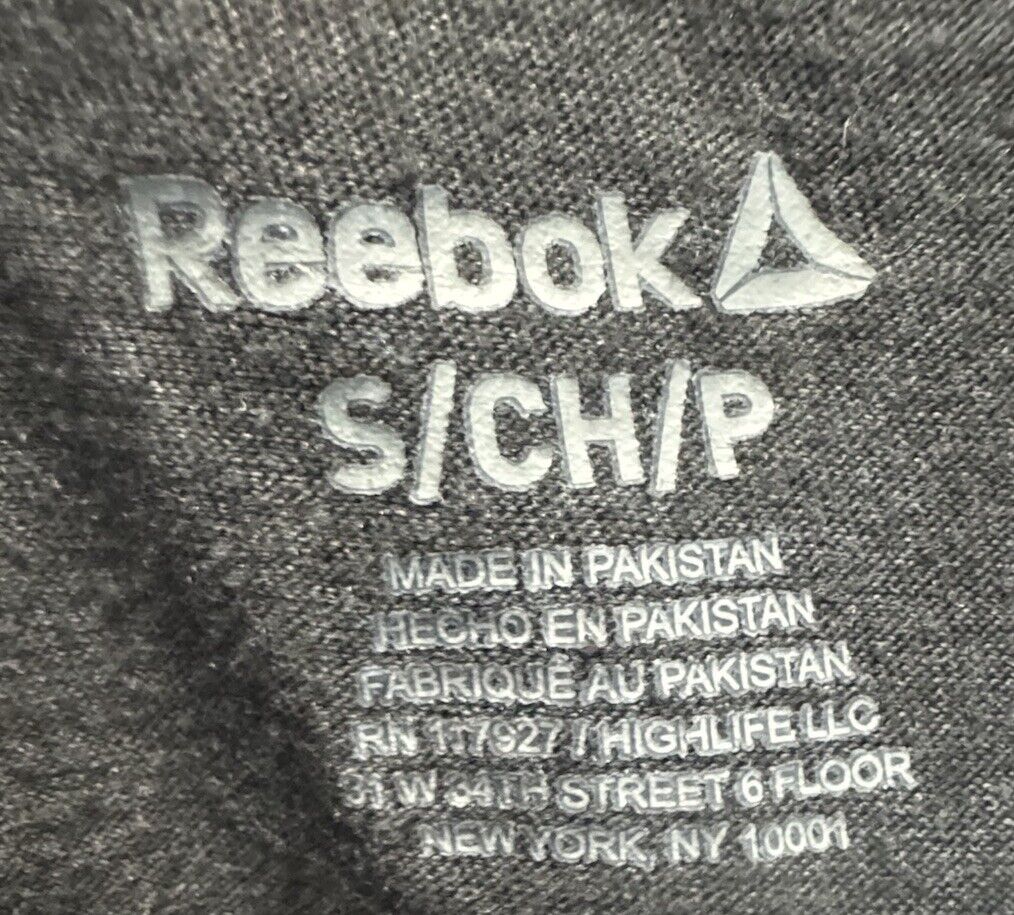 Reebok
S/CH/P
MADE IN PAKISTAN
HECHO EN PAKISTAN
FABRIQUÉ AU PAKISTAN
RN 117927 / HIGHLIFE LLC
31 W 34TH STREET 6 FLOOR
NEW YORK, NY 10001